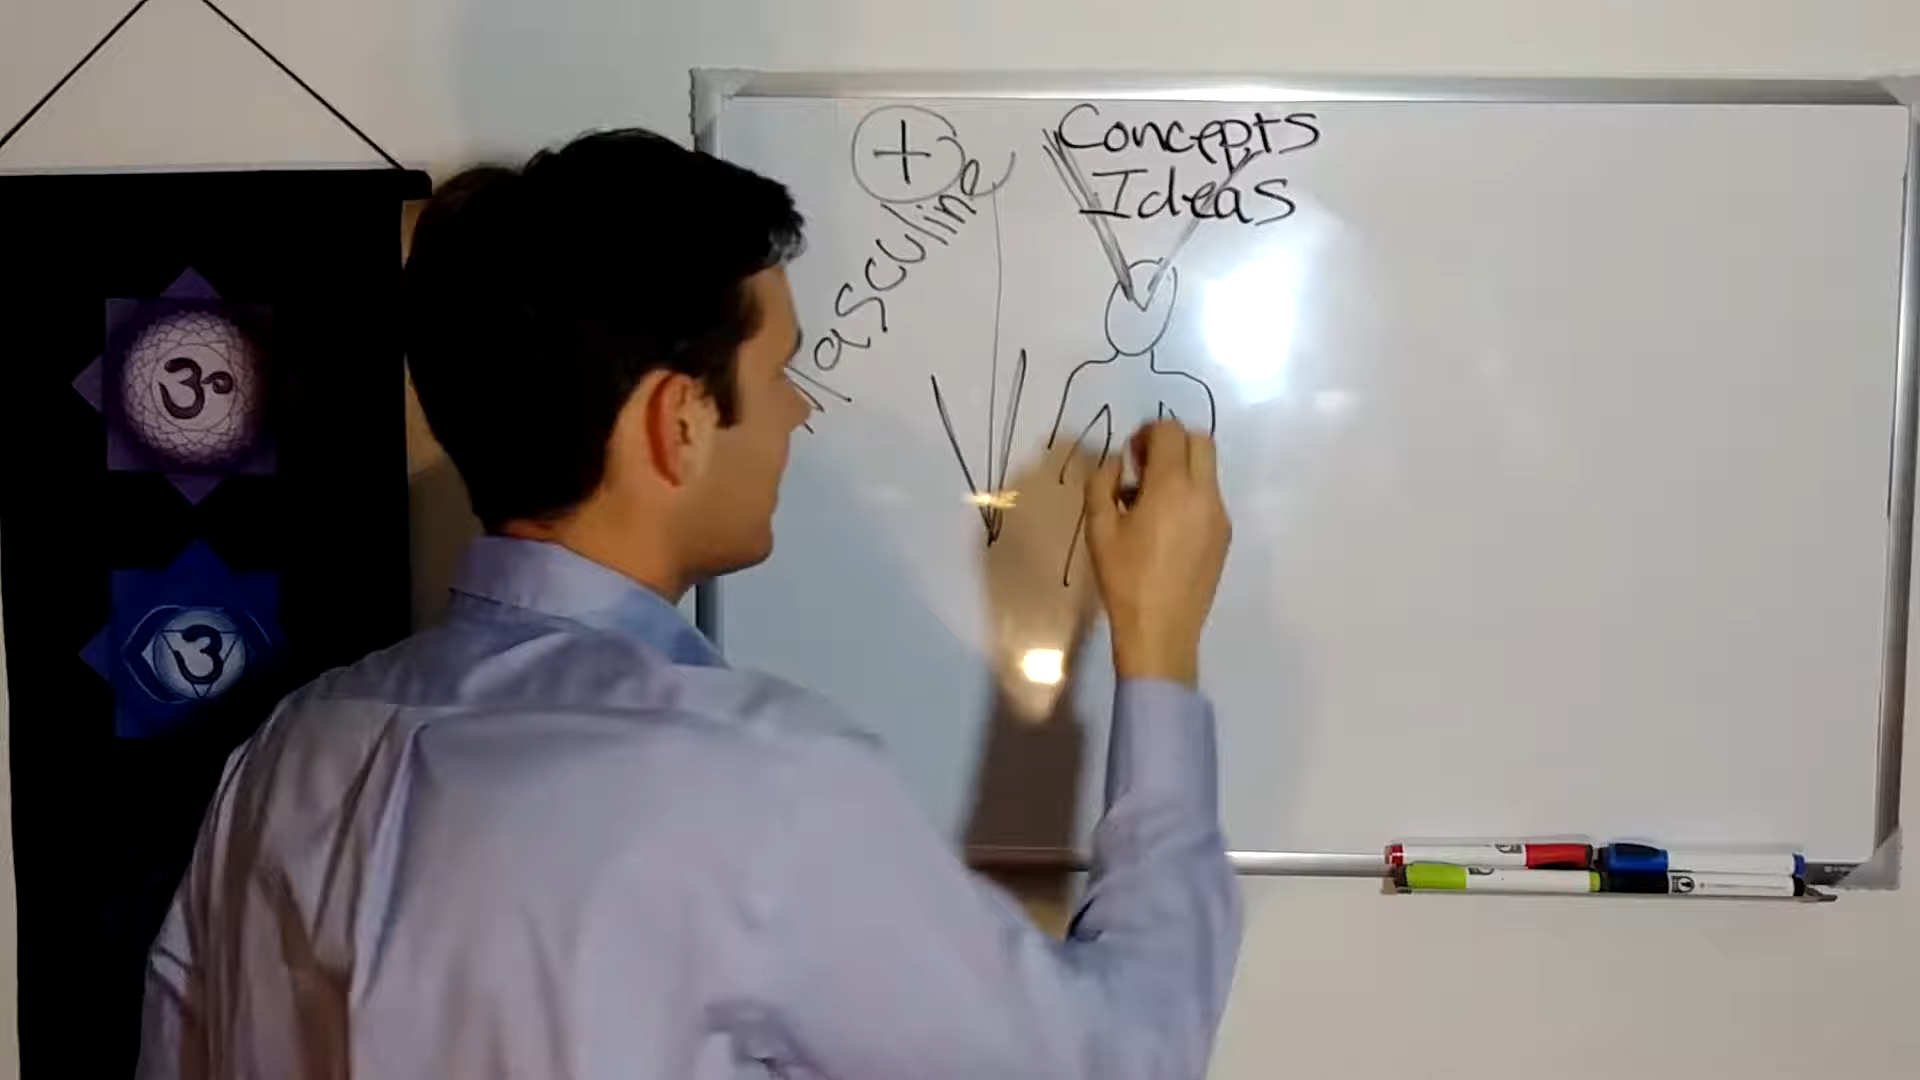 +
Masculine
Concepts
Ideas
ॐ